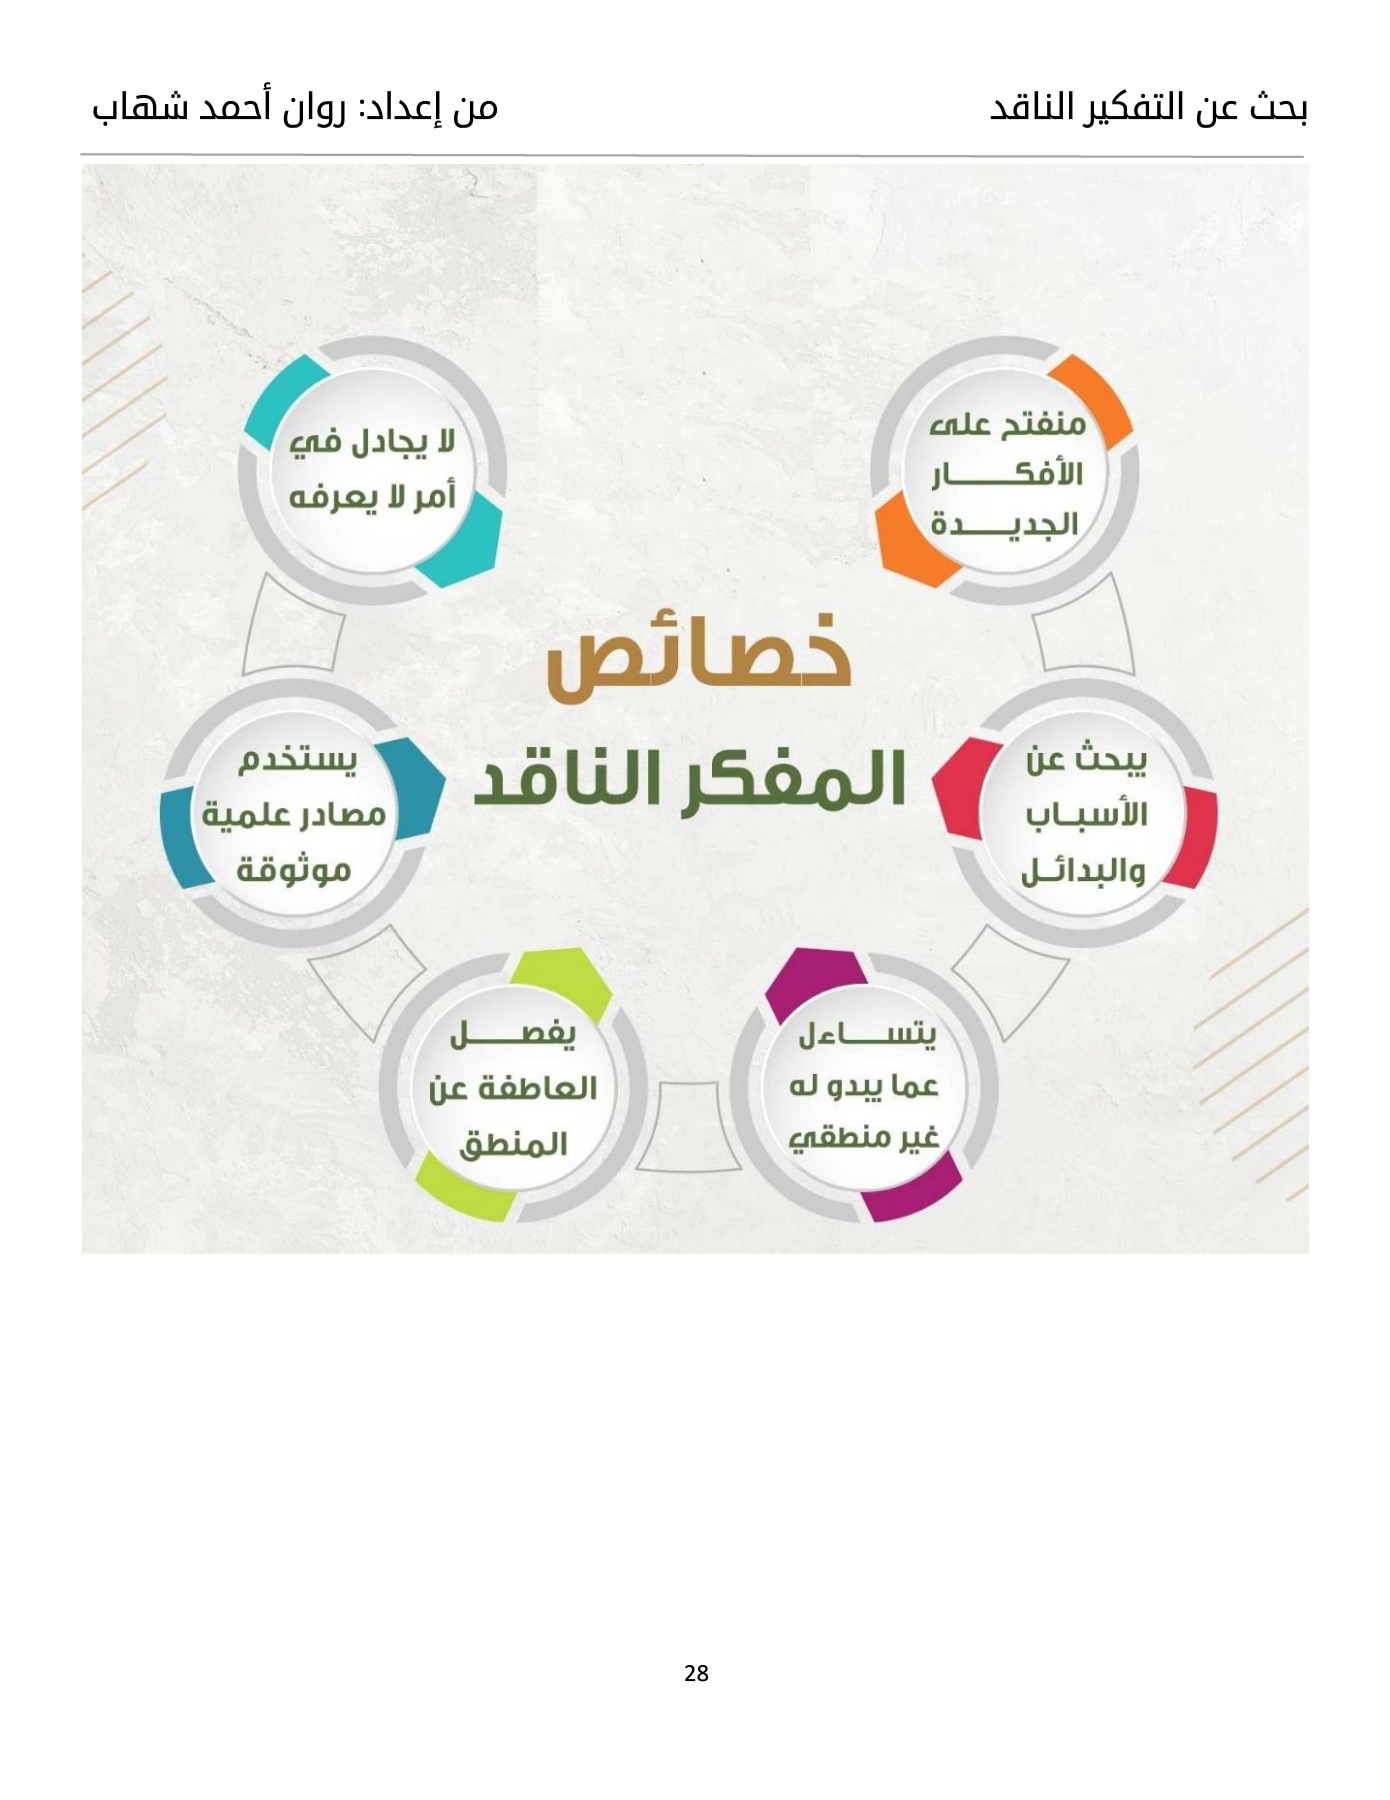 بحث عن التفكير الناقد
من إعداد: روان أحمد شهاب
خصائص
المفكر الناقد
منفتح على
الأفكـــــار
الجديـــــدة
يبحث عن
الأسبـاب
والبدائـل
يتســـاءل
عما يبدو له
غير منطقي
يفصـــــل
العاطفة عن
المنطق
يستخدم
مصادر علمية
موثوقة
لا يجادل في
أمر لا يعرفه
28